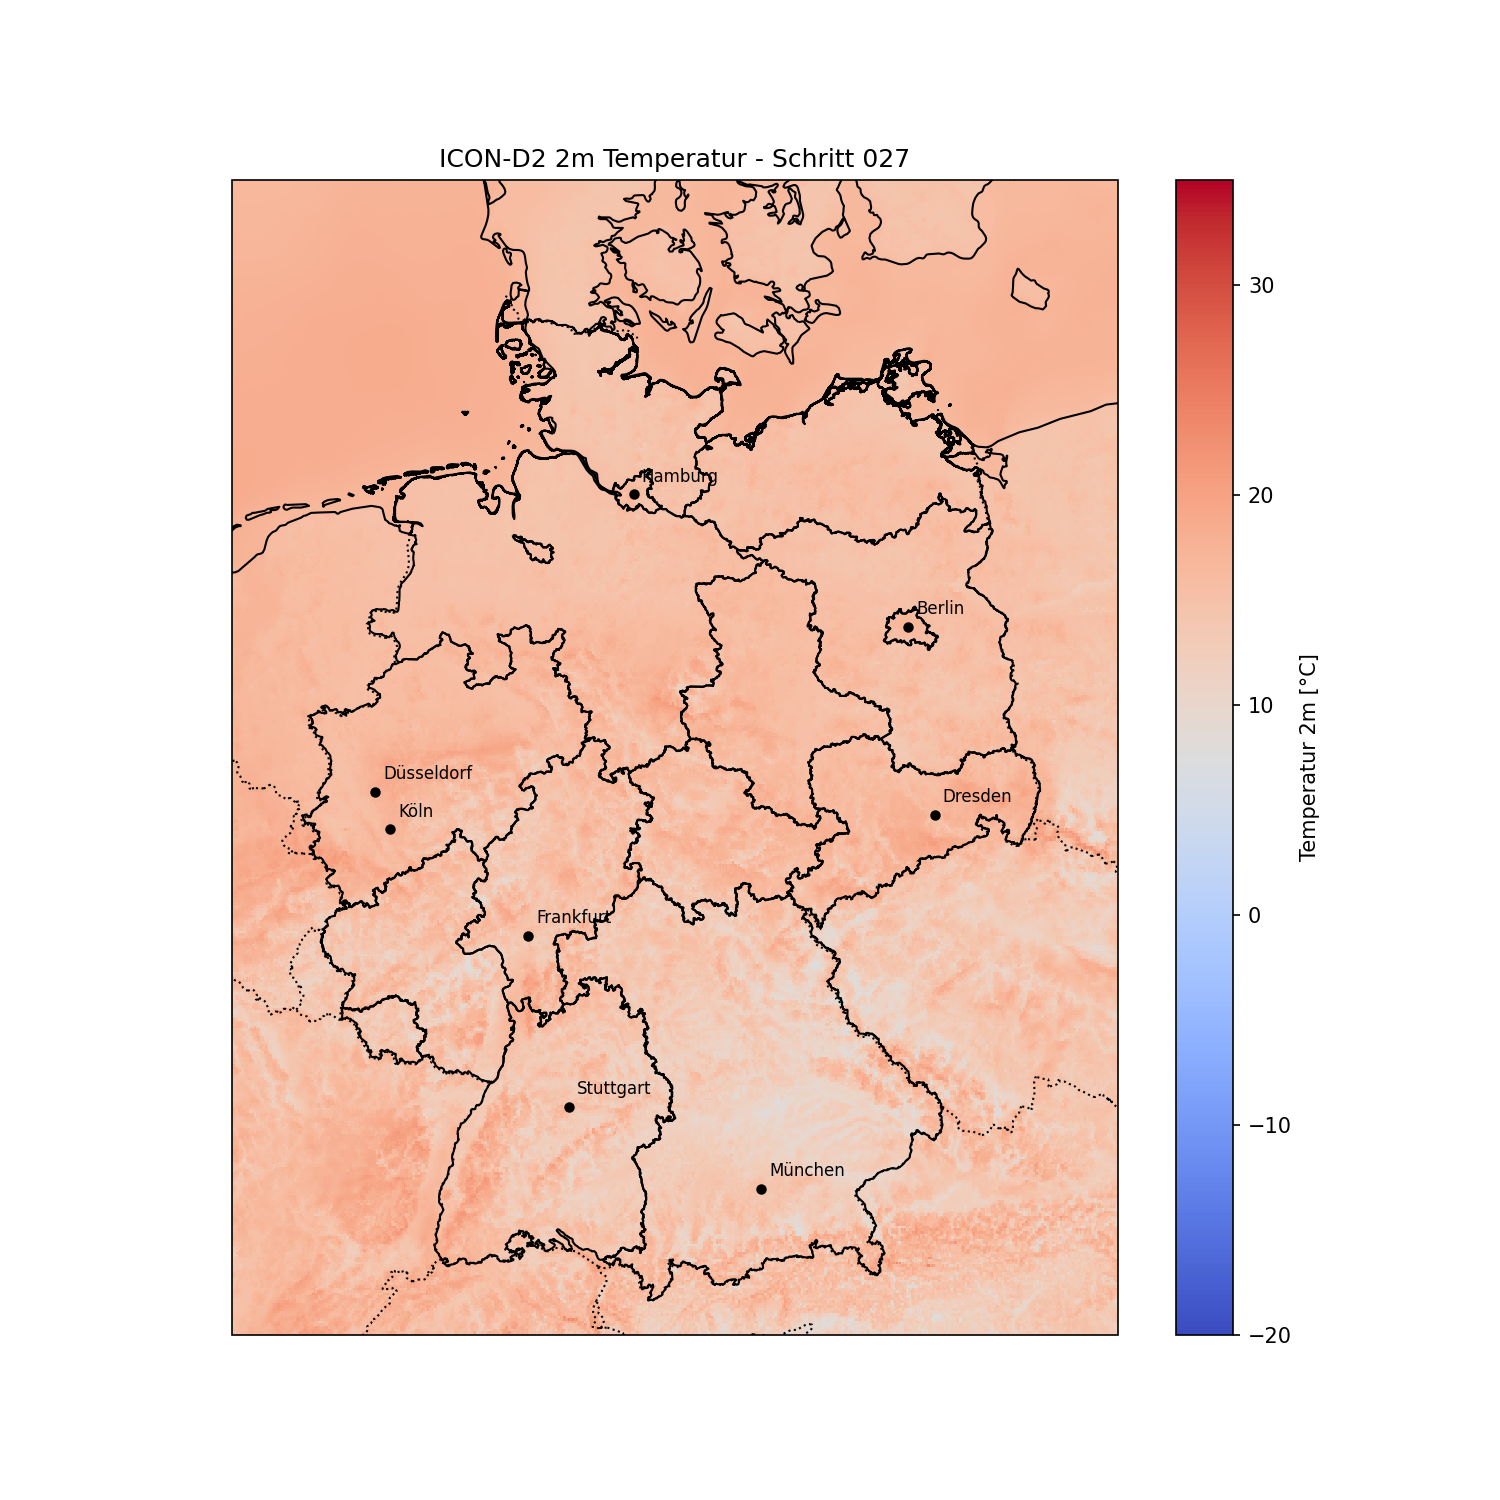 ICON-D2 2m Temperatur - Schritt 027
Hamburg
Berlin
Düsseldorf
Köln
Dresden
Frankfurt
Stuttgart
München
30
20
10
0
−10
−20
Temperatur 2m [°C]